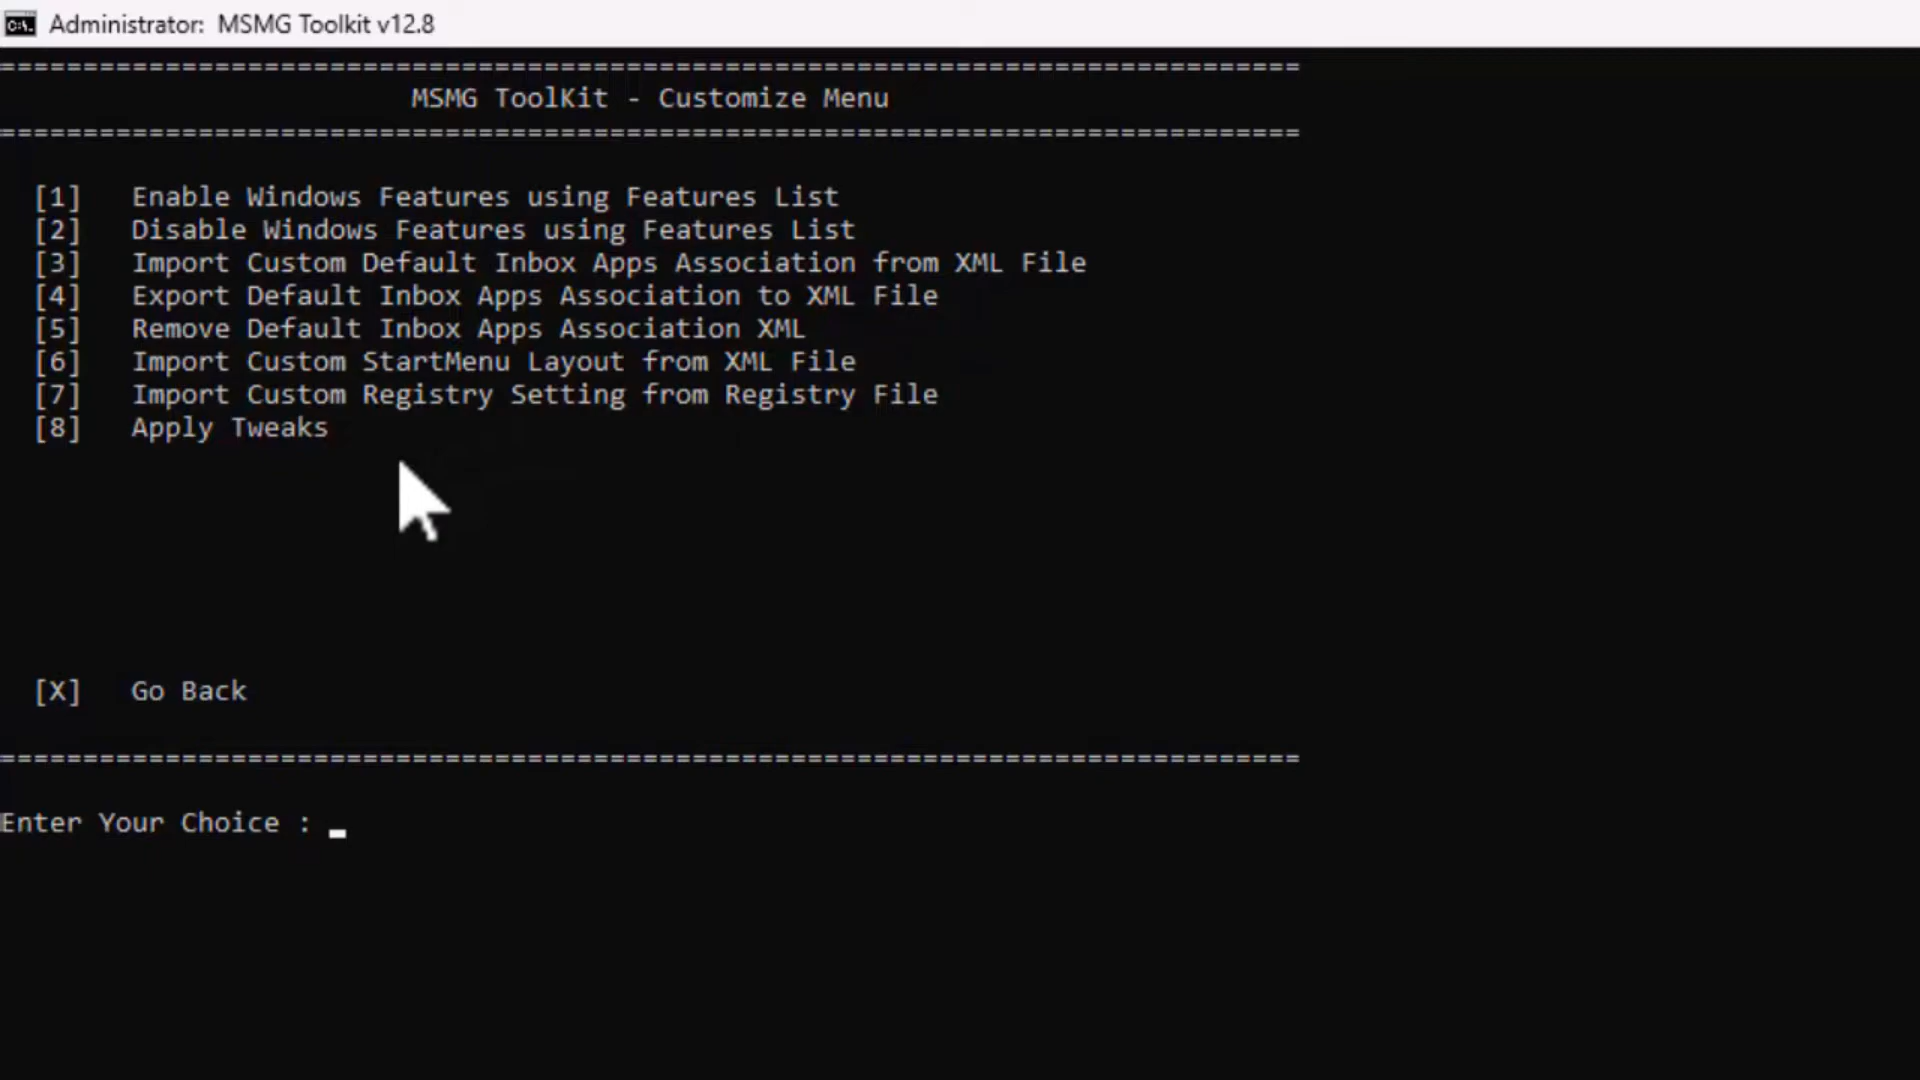 Administrator: MSMG Toolkit v12.8
===============================================================================
MSMG ToolKit - Customize Menu
===============================================================================
[1] Enable Windows Features using Features List
[2] Disable Windows Features using Features List
[3] Import Custom Default Inbox Apps Association from XML File
[4] Export Default Inbox Apps Association to XML File
[5] Remove Default Inbox Apps Association XML
[6] Import Custom StartMenu Layout from XML File
[7] Import Custom Registry Setting from Registry File
[8] Apply Tweaks
[X] Go Back
===============================================================================
Enter Your Choice :